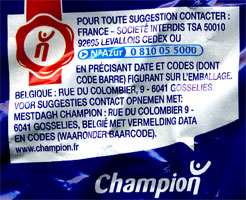 POUR TOUTE SUGGESTION CONTACTER :
FRANCE – SOCIÉTÉ INTERDIS TSA 50010
92695 LEVALLOIS CEDEX OU
N°Azur 0 810 05 5000
EN PRÉCISANT DATE ET CODES (DONT
CODE BARRE) FIGURANT SUR L'EMBALLAGE.
BELGIQUE : RUE DU COLOMBIER, 9 - 6041 GOSSELIES.
VOOR SUGGESTIES CONTACT OPNEMEN MET:
MESTDAGH CHAMPION : RUE DU COLOMBIER 9 -
6041 GOSSELIES, BELGIË MET VERMELDING DATA
EN CODES (WAARONDER BAARCODE).
www.champion.fr
Champion